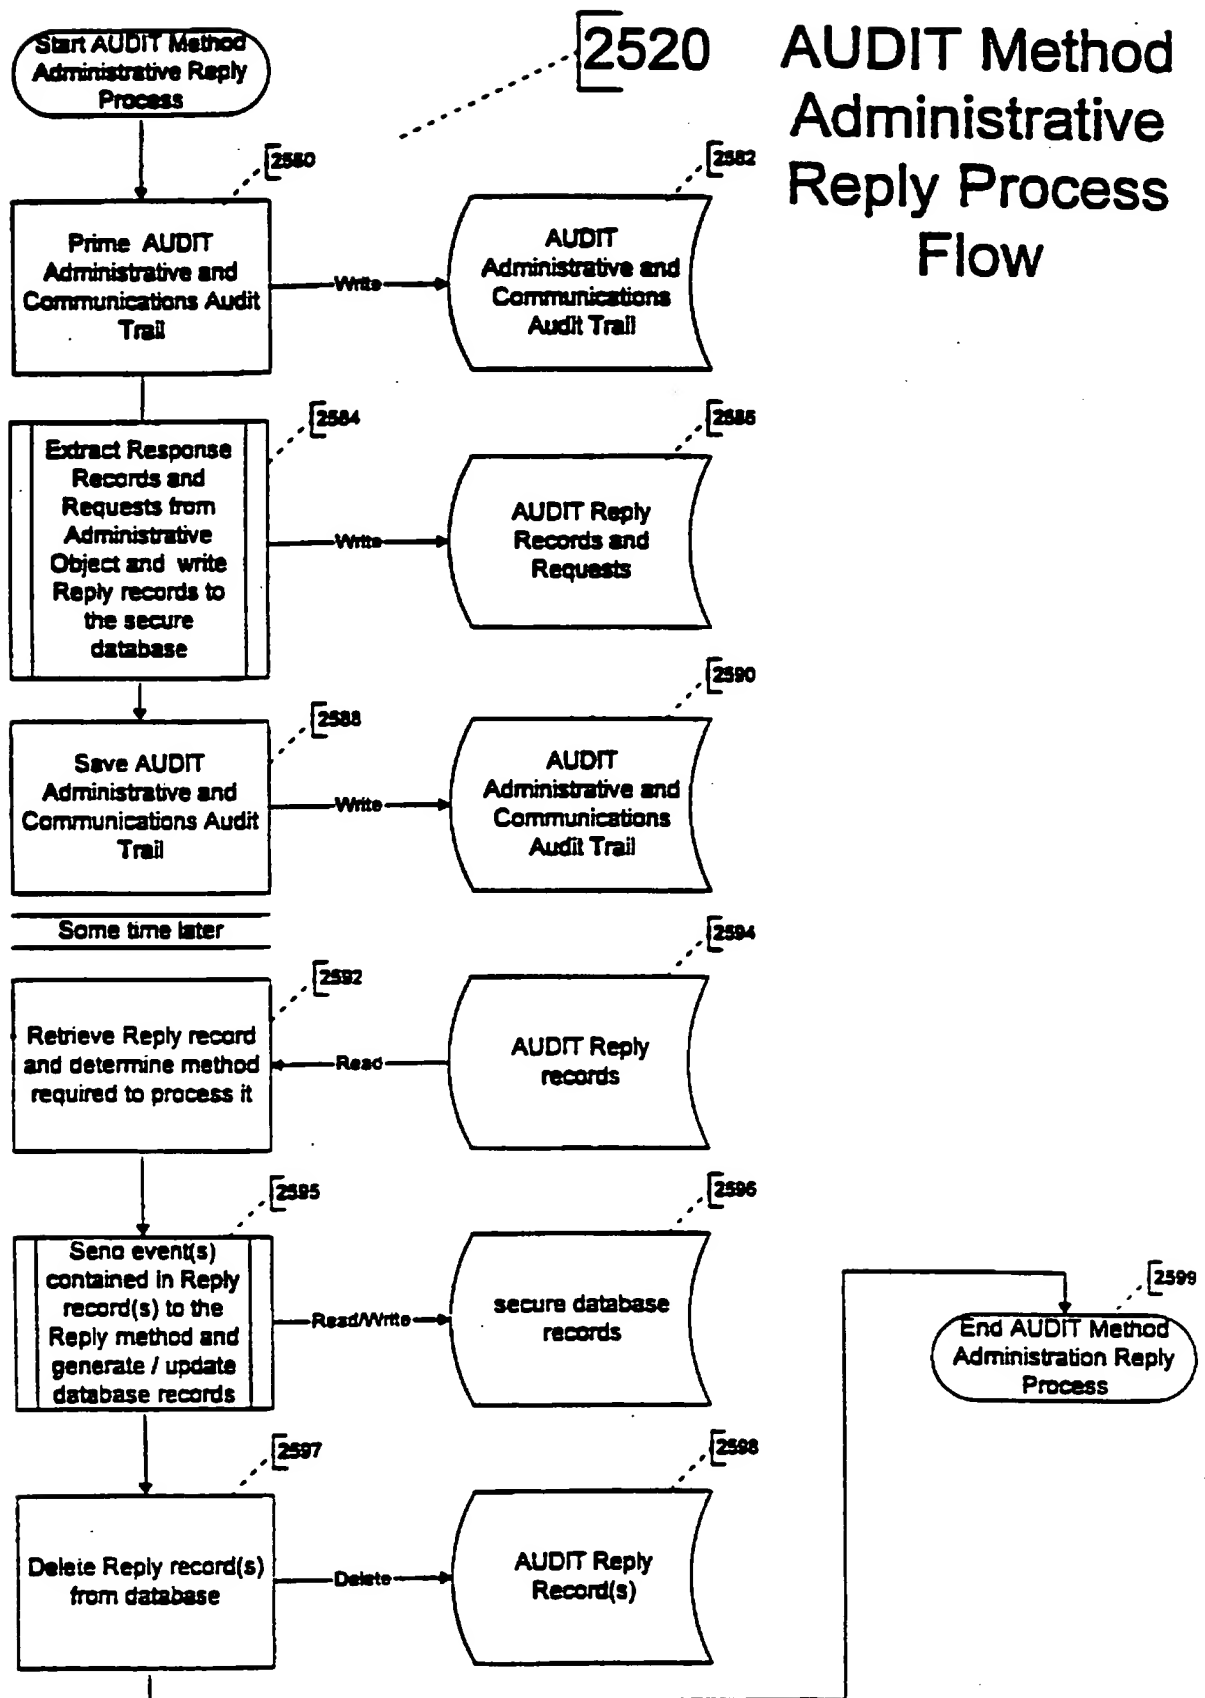 Start AUDIT Method
Administrative Reply
Process
2520
AUDIT Method
Administrative
Reply Process
Flow
2580
2582
Prime AUDIT
Administrative and
Communications Audit
Trail
Write
AUDIT
Administrative and
Communications
Audit Trail
2584
2586
Extract Response
Records and
Requests from
Administrative
Object and write
Reply records to
the secure
database
Write
AUDIT Reply
Records and
Requests
2588
2590
Save AUDIT
Administrative and
Communications Audit
Trail
Write
AUDIT
Administrative and
Communications
Audit Trail
Some time later
2592
2594
Retrieve Reply record
and determine method
required to process it
Read
AUDIT Reply
records
2595
2596
Send event(s)
contained in Reply
record(s) to the
Reply method and
generate / update
database records
Read/Write
secure database
records
2599
End AUDIT Method
Administration Reply
Process
2597
2598
Delete Reply record(s)
from database
Delete
AUDIT Reply
Record(s)